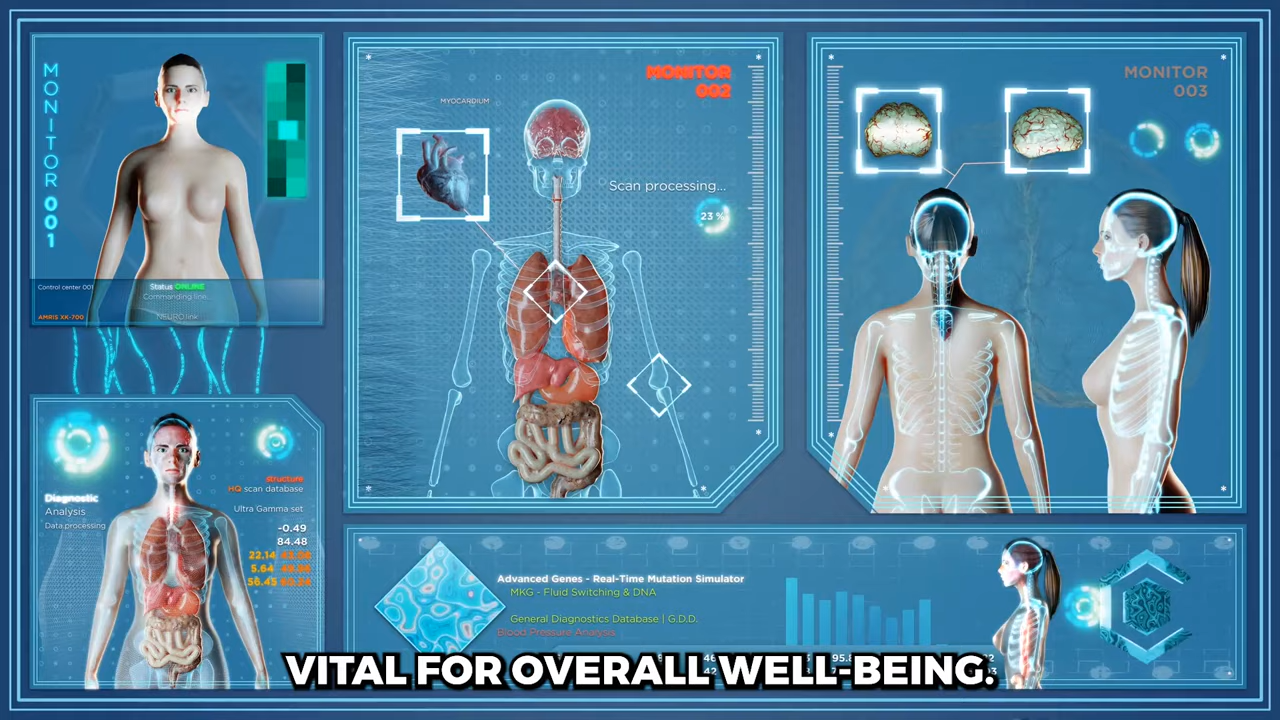 MONITOR 001
Control center 001
Status ONLINE
Commanding line..
NEURO link
AMRIS XK-700
MYOCARDIUM
MONITOR
002
Scan processing...
23 %
MONITOR
003
Diagnostic
Analysis
Data processing
structure
HQ scan database
Ultra Gamma set
-0.49
84.48
22.14
5.64
56.45
Advanced Genes - Real-Time Mutation Simulator
MKG - Fluid Switching & DNA
General Diagnostics Database | G.D.D.
Blood Pressure Analysis
VITAL FOR OVERALL WELL-BEING.